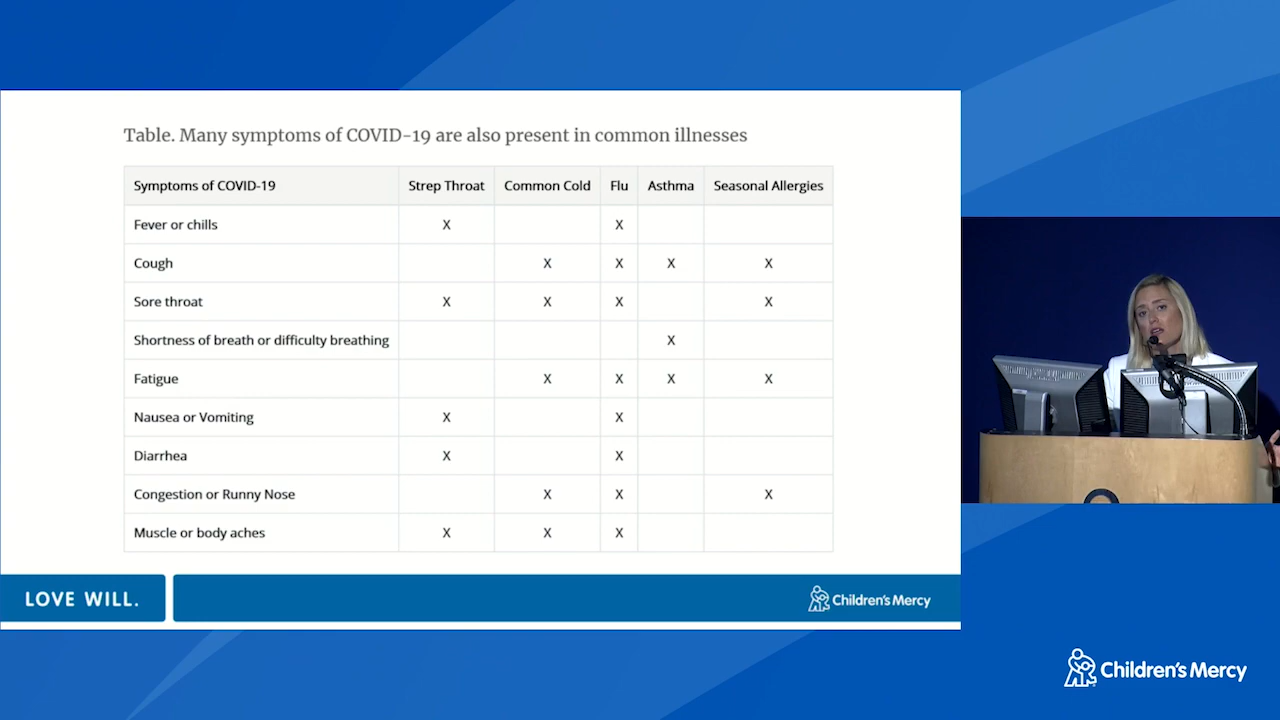 Table. Many symptoms of COVID-19 are also present in common illnesses
Symptoms of COVID-19 Strep Throat Common Cold Flu Asthma Seasonal Allergies
Fever or chills X X
Cough X X X X
Sore throat X X X X
Shortness of breath or difficulty breathing X
Fatigue X X X X
Nausea or Vomiting X X
Diarrhea X X
Congestion or Runny Nose X X X
Muscle or body aches X X X
LOVE WILL.
Children's Mercy
Children's Mercy